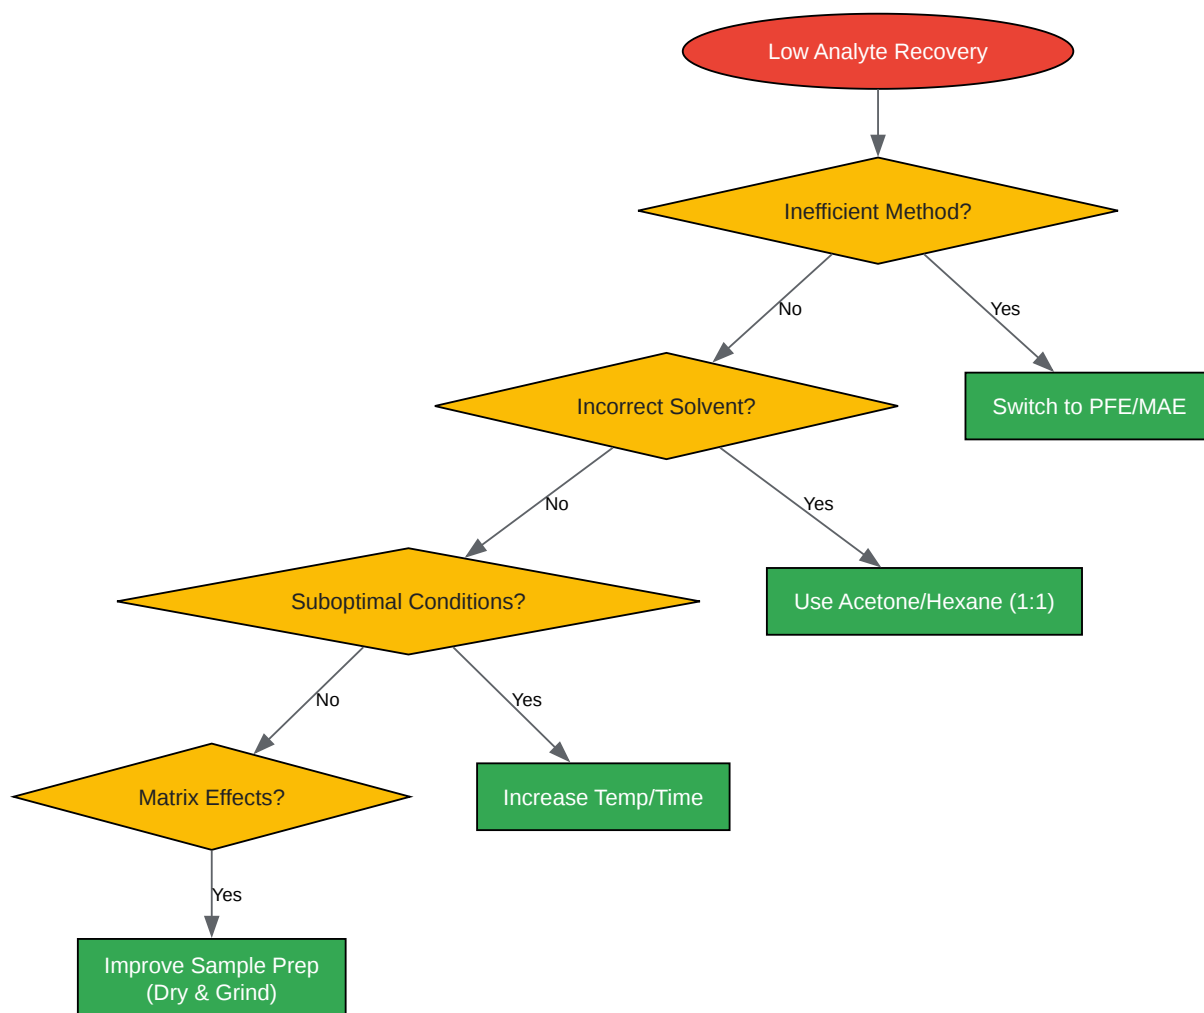 Low Analyte Recovery
Inefficient Method?
No
Yes
Incorrect Solvent?
Switch to PFE/MAE
No
Yes
Suboptimal Conditions?
Use Acetone/Hexane (1:1)
No
Yes
Matrix Effects?
Increase Temp/Time
Yes
Improve Sample Prep
(Dry & Grind)